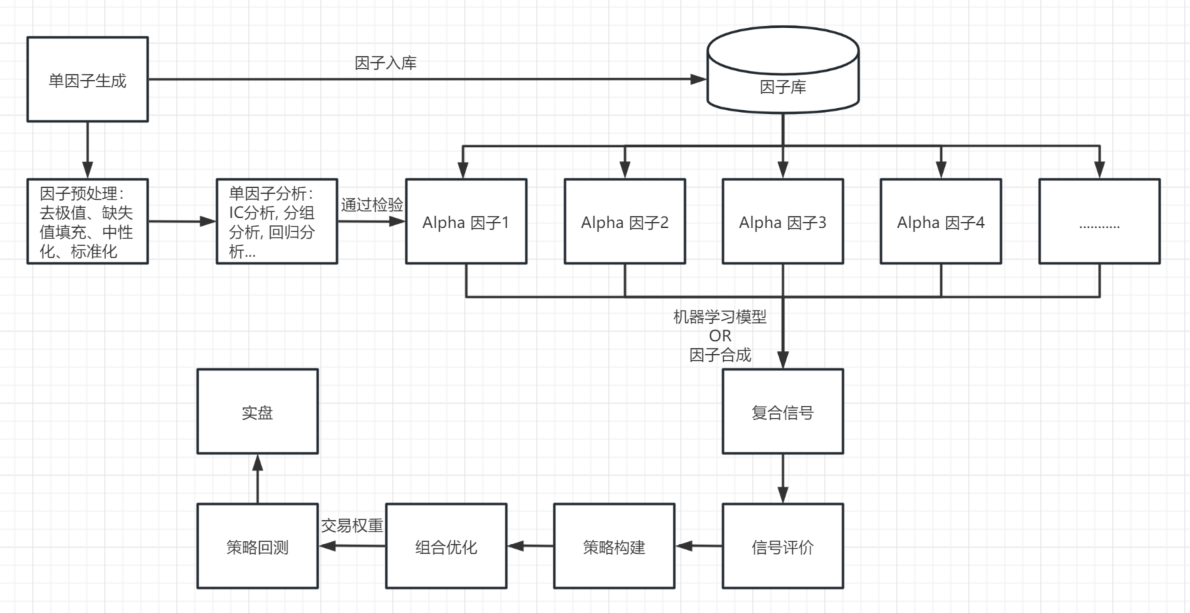 单因子生成
因子入库
因子库
因子预处理：
去极值、缺失
值填充、中性
化、标准化
单因子分析：
IC分析, 分组
分析, 回归分
析...
通过检验
Alpha 因子1
Alpha 因子2
Alpha 因子3
Alpha 因子4
...........
机器学习模型
OR
因子合成
复合信号
实盘
信号评价
策略构建
组合优化
交易权重
策略回测